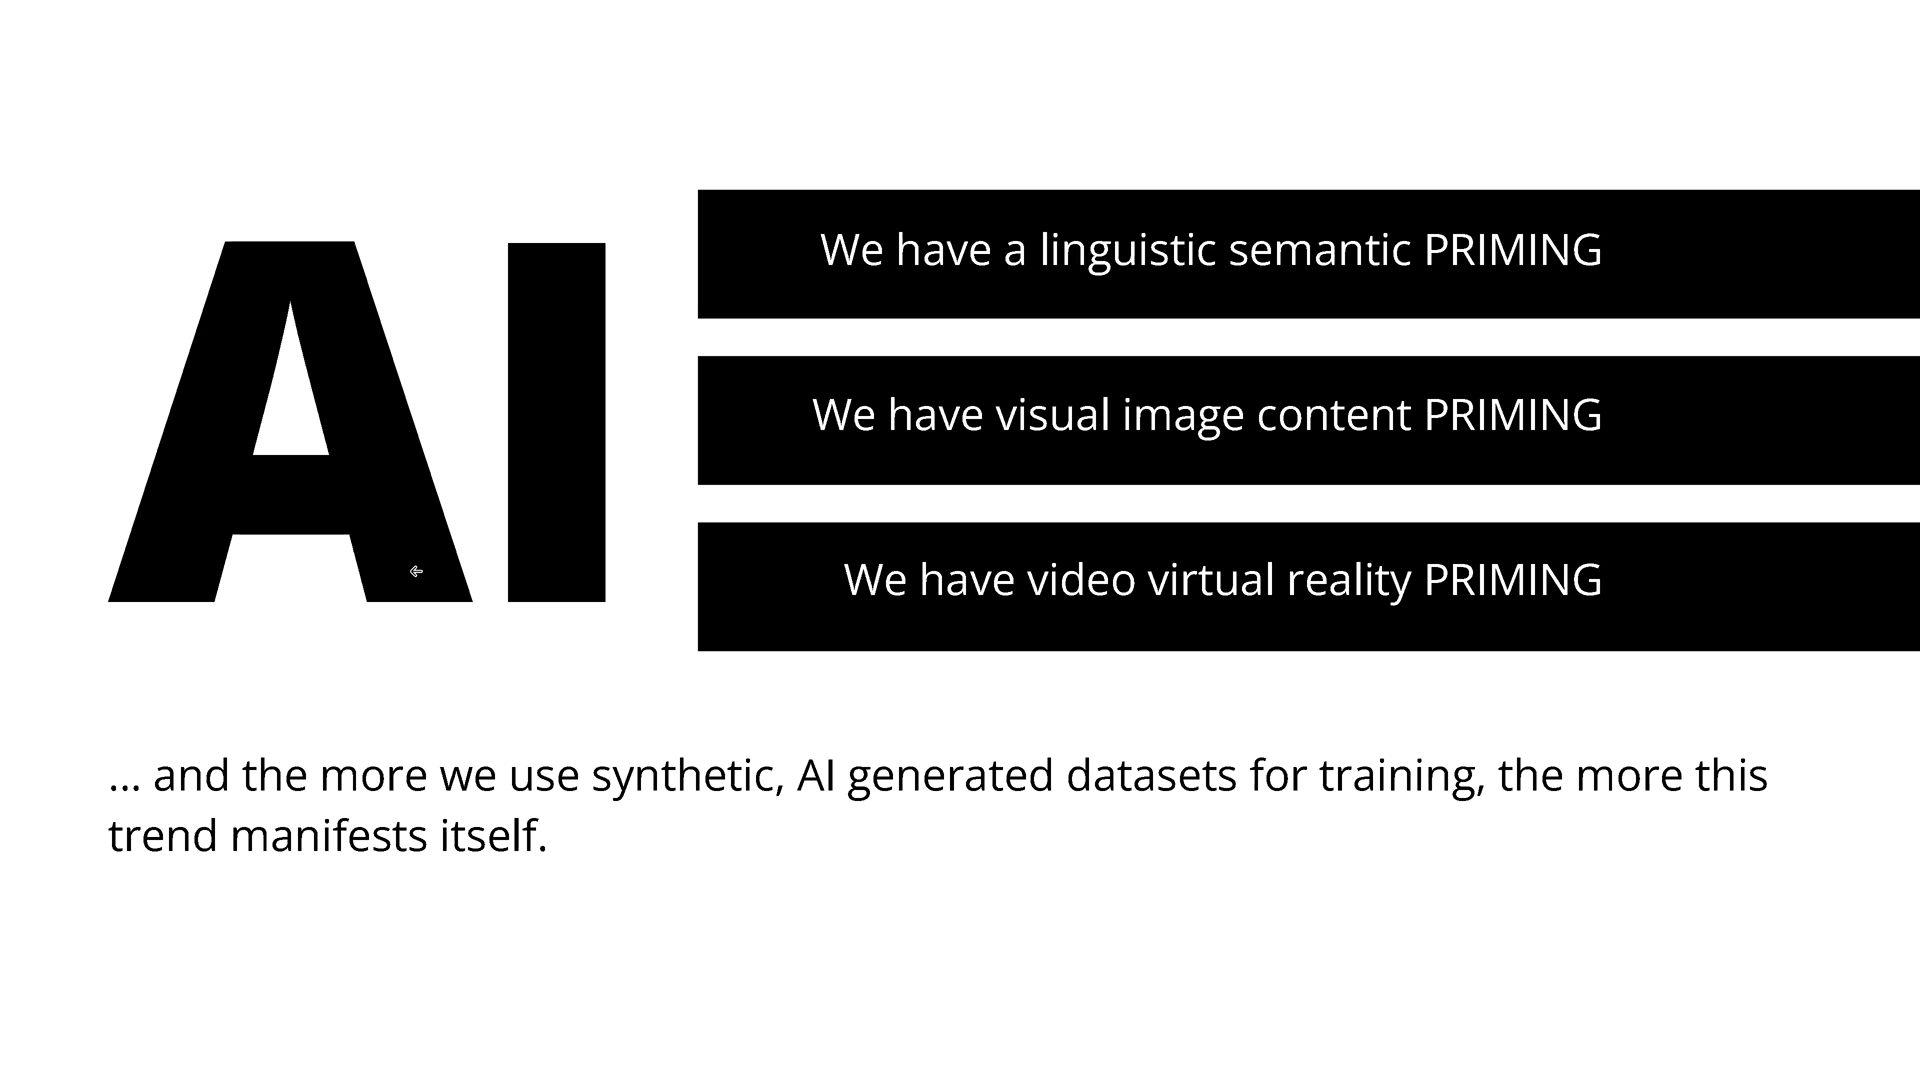 AI
We have a linguistic semantic PRIMING
We have visual image content PRIMING
We have video virtual reality PRIMING
... and the more we use synthetic, AI generated datasets for training, the more this
trend manifests itself.